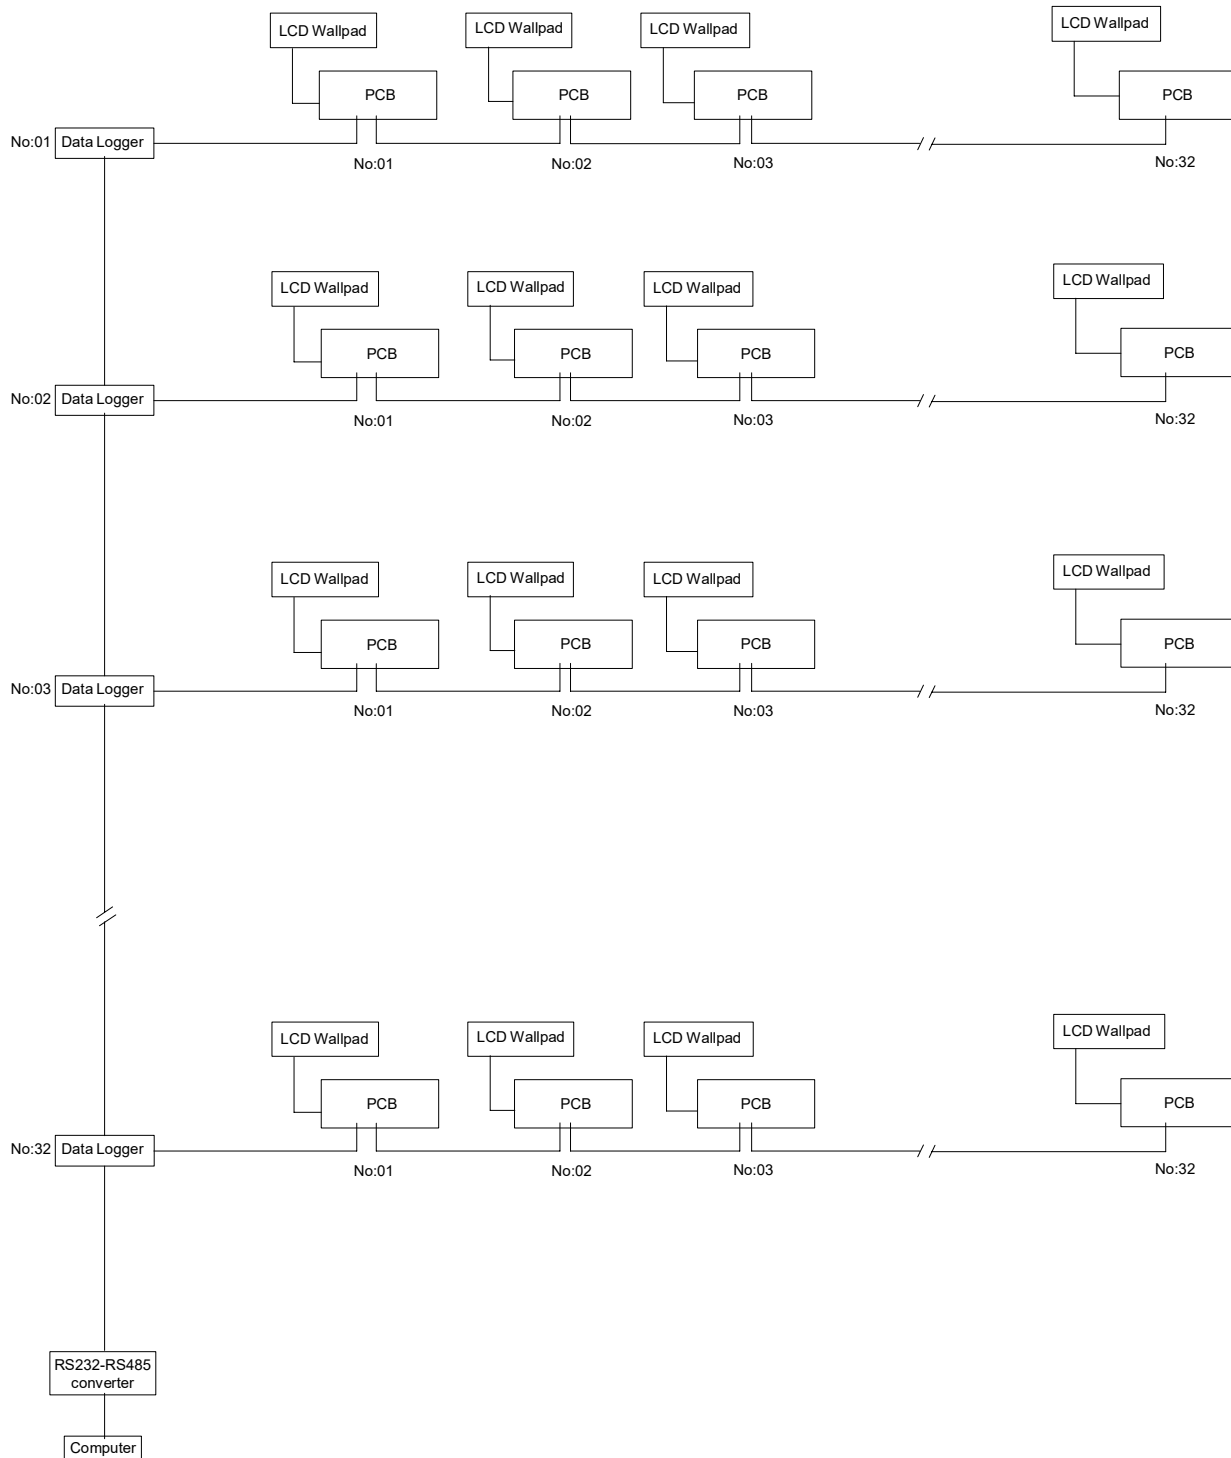 LCD Wallpad LCD Wallpad LCD Wallpad LCD Wallpad
PCB PCB PCB PCB
No:01 Data Logger
No:01 No:02 No:03 No:32
LCD Wallpad LCD Wallpad LCD Wallpad LCD Wallpad
PCB PCB PCB PCB
No:02 Data Logger
No:01 No:02 No:03 No:32
LCD Wallpad LCD Wallpad LCD Wallpad LCD Wallpad
PCB PCB PCB PCB
No:03 Data Logger
No:01 No:02 No:03 No:32
LCD Wallpad LCD Wallpad LCD Wallpad LCD Wallpad
PCB PCB PCB PCB
No:32 Data Logger
No:01 No:02 No:03 No:32
RS232-RS485
converter
Computer